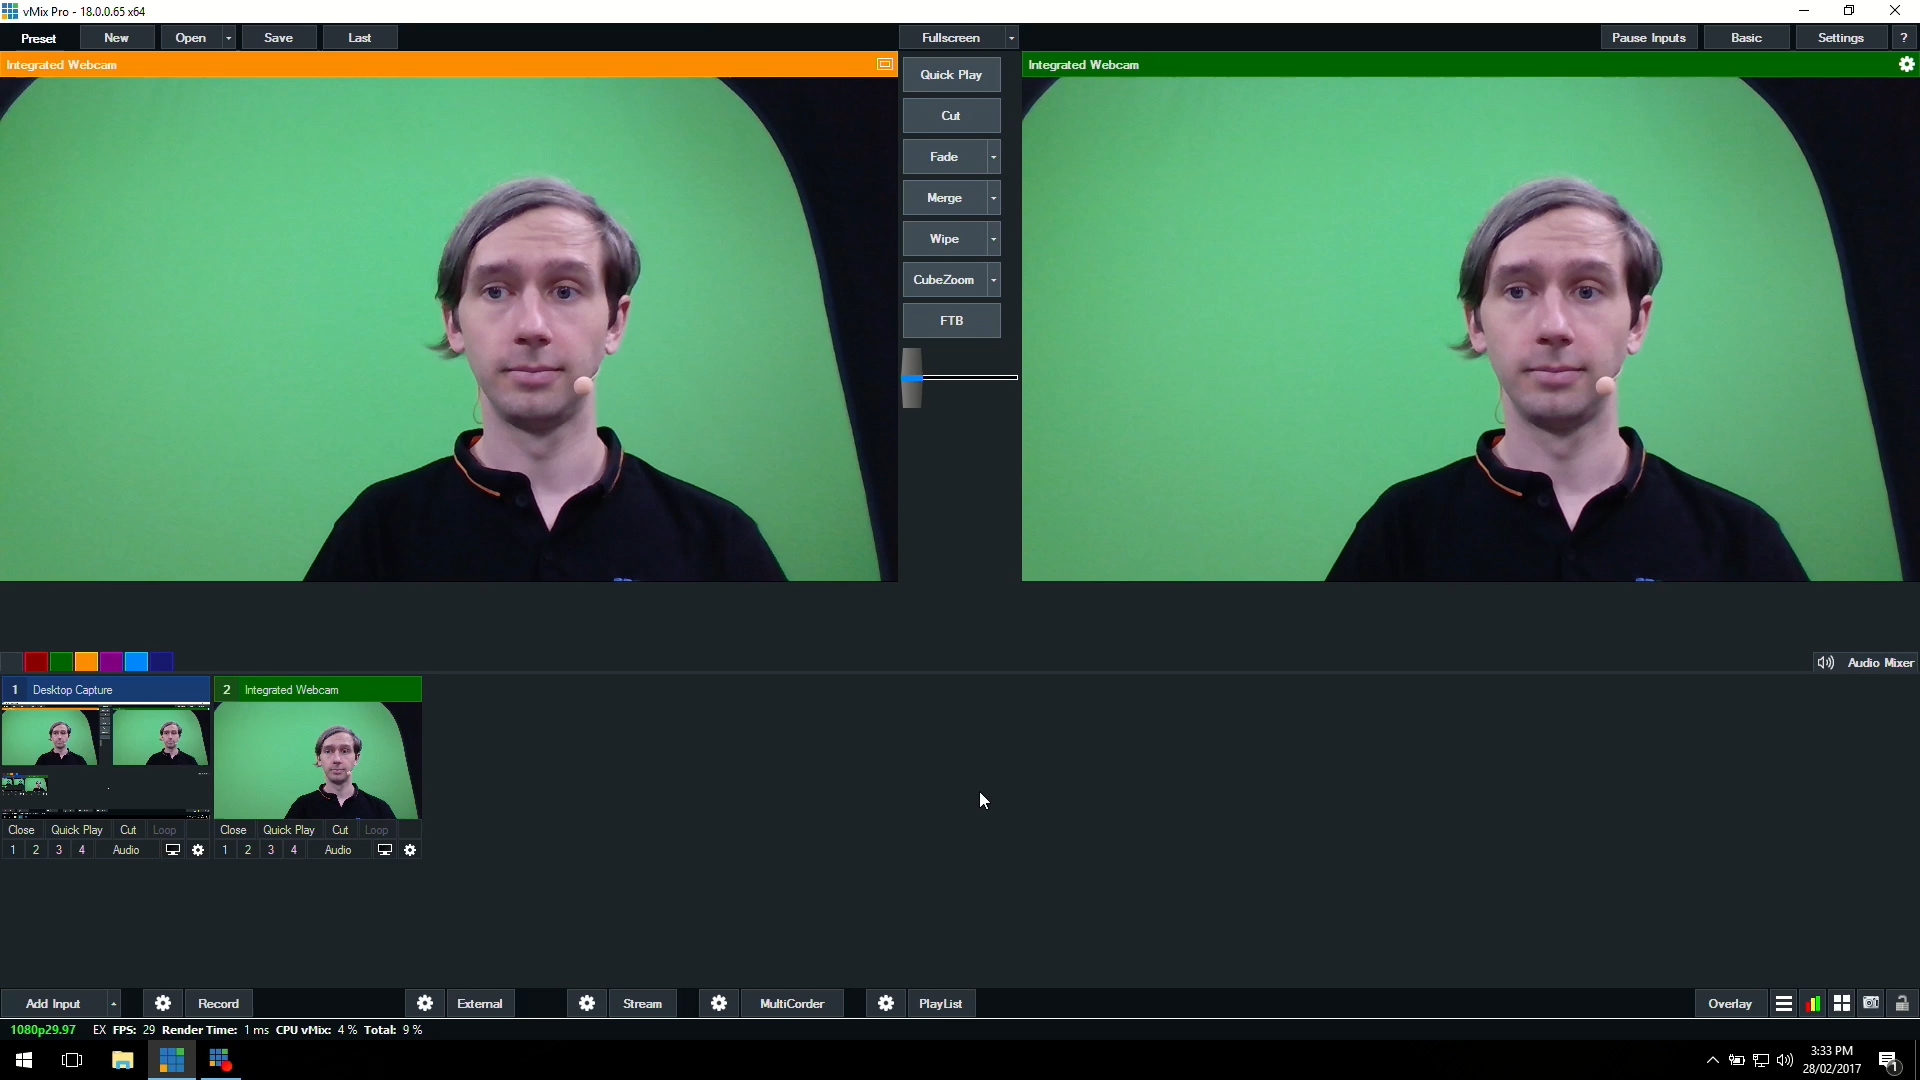 vMix Pro - 18.0.0.65 x64
Preset New Open Save Last Fullscreen Pause Inputs Basic Settings ?
Integrated Webcam
Integrated Webcam
Quick Play
Cut
Fade
Merge
Wipe
CubeZoom
FTB
Audio Mixer
1 Desktop Capture
2 Integrated Webcam
Close Quick Play Cut Loop
Close Quick Play Cut Loop
1 2 3 4 Audio
1 2 3 4 Audio
Add Input Record External Stream MultiCorder PlayList Overlay
1080p29.97 EX FPS: 29 Render Time: 1 ms CPU vMix: 4 % Total: 9 %
3:33 PM
28/02/2017
1